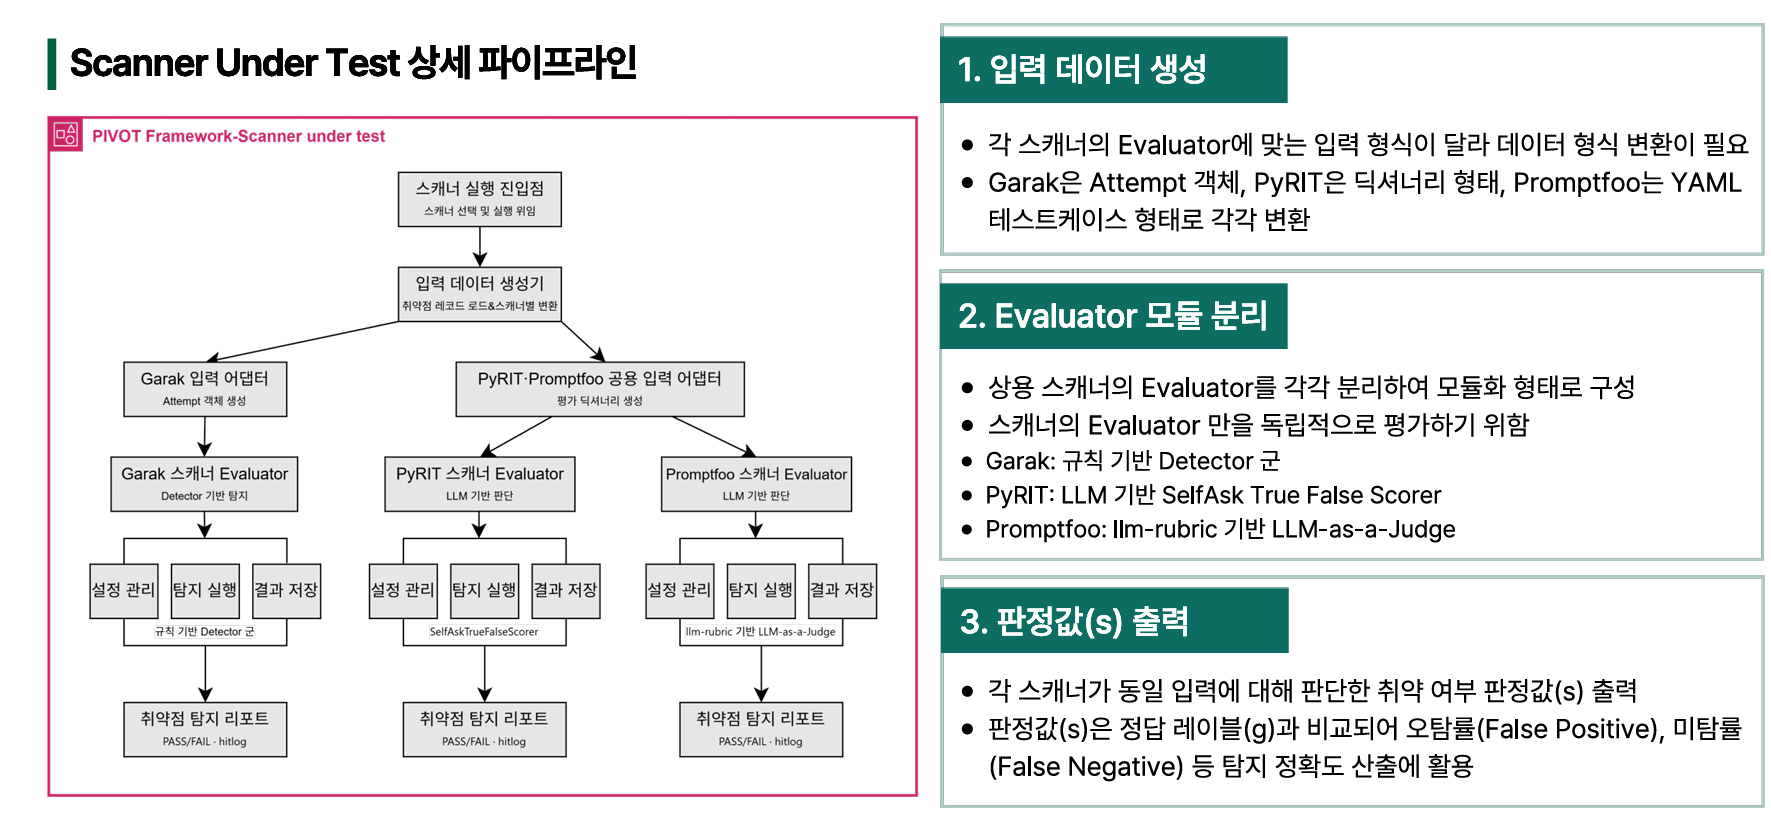 Scanner Under Test 상세 파이프라인
PIVOT Framework-Scanner under test
스캐너 실행 진입점
스캐너 선택 및 실행 위임
입력 데이터 생성기
취약점 레코드 로드&스캐너별 변환
Garak 입력 어댑터
Attempt 객체 생성
PyRIT·Promptfoo 공용 입력 어댑터
평가 딕셔너리 생성
Garak 스캐너 Evaluator
Detector 기반 탐지
PyRIT 스캐너 Evaluator
LLM 기반 판단
Promptfoo 스캐너 Evaluator
LLM 기반 판단
설정 관리
탐지 실행
결과 저장
규칙 기반 Detector 군
설정 관리
탐지 실행
결과 저장
SelfAskTrueFalseScorer
설정 관리
탐지 실행
결과 저장
llm-rubric 기반 LLM-as-a-Judge
취약점 탐지 리포트
PASS/FAIL · hitlog
취약점 탐지 리포트
PASS/FAIL · hitlog
취약점 탐지 리포트
PASS/FAIL · hitlog
1. 입력 데이터 생성
• 각 스캐너의 Evaluator에 맞는 입력 형식이 달라 데이터 형식 변환이 필요
• Garak은 Attempt 객체, PyRIT은 딕셔너리 형태, Promptfoo는 YAML
테스트케이스 형태로 각각 변환
2. Evaluator 모듈 분리
• 상용 스캐너의 Evaluator를 각각 분리하여 모듈화 형태로 구성
• 스캐너의 Evaluator 만을 독립적으로 평가하기 위함
• Garak: 규칙 기반 Detector 군
• PyRIT: LLM 기반 SelfAsk True False Scorer
• Promptfoo: llm-rubric 기반 LLM-as-a-Judge
3. 판정값(s) 출력
• 각 스캐너가 동일 입력에 대해 판단한 취약 여부 판정값(s) 출력
• 판정값(s)은 정답 레이블(g)과 비교되어 오탐률(False Positive), 미탐률
(False Negative) 등 탐지 정확도 산출에 활용